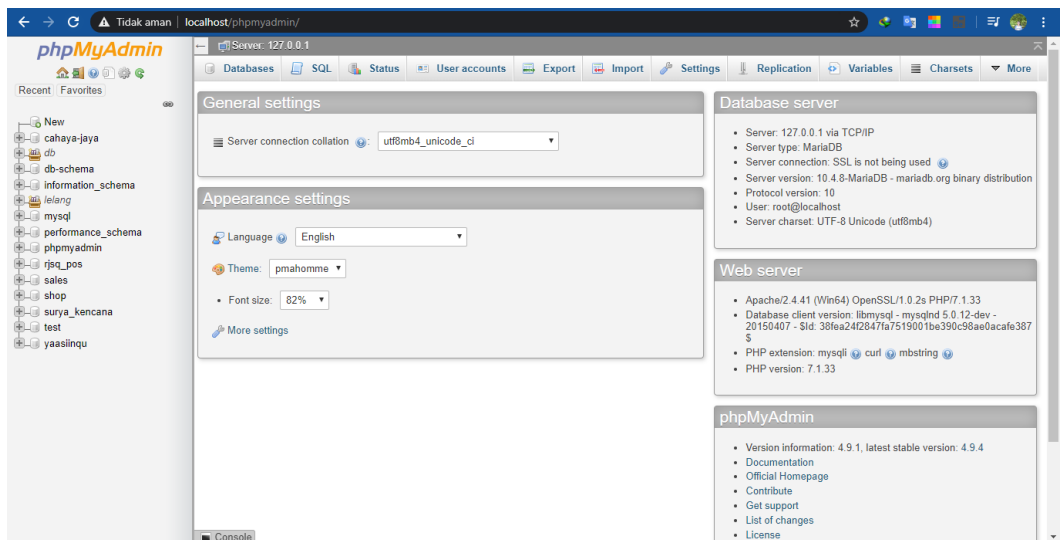 Tidak aman
localhost/phpmyadmin/
phpMyAdmin
Recent Favorites
New
cahaya-jaya
db
db-schema
information_schema
lelang
mysql
performance_schema
phpmyadmin
rjsq_pos
sales
shop
surya_kencana
test
yaasiinqu
Server: 127.0.0.1
Databases SQL Status User accounts Export Import Settings Replication Variables Charsets More
General settings
Server connection collation : utf8mb4_unicode_ci
Appearance settings
Language English
Theme: pmahomme
Font size: 82%
More settings
Database server
Server: 127.0.0.1 via TCP/IP
Server type: MariaDB
Server connection: SSL is not being used
Server version: 10.4.8-MariaDB - mariadb.org binary distribution
Protocol version: 10
User: root@localhost
Server charset: UTF-8 Unicode (utf8mb4)
Web server
Apache/2.4.41 (Win64) OpenSSL/1.0.2s PHP/7.1.33
Database client version: libmysql - mysqlnd 5.0.12-dev -
20150407 - $Id: 38fea24f2847fa7519001be390c98ae0acafe387
$
PHP extension: mysqli curl mbstring
PHP version: 7.1.33
phpMyAdmin
Version information: 4.9.1, latest stable version: 4.9.4
Documentation
Official Homepage
Contribute
Get support
List of changes
License
Console